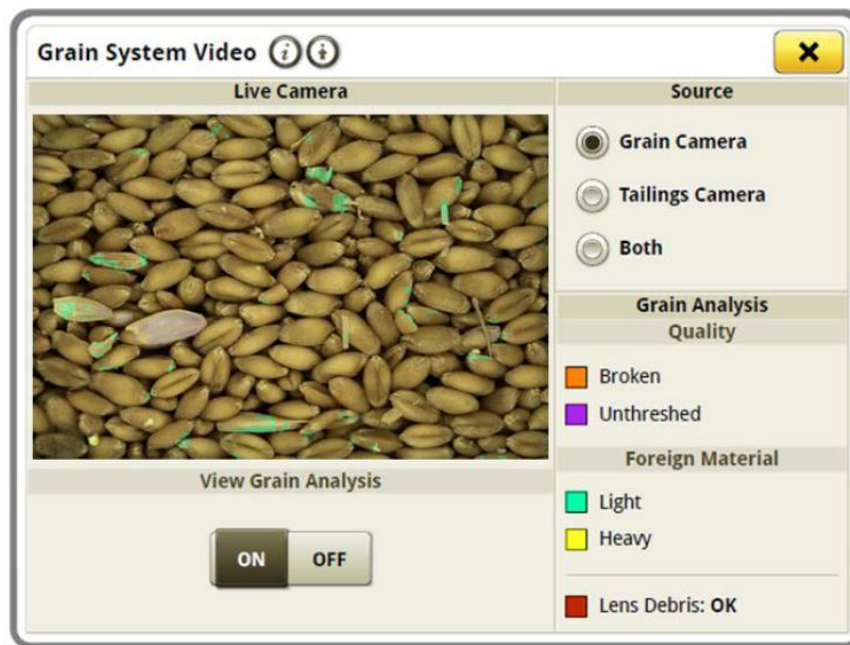 Grain System Video
Live Camera
Source
Grain Camera
Tailings Camera
Both
Grain Analysis
Quality
Broken
Unthreshed
Foreign Material
Light
Heavy
Lens Debris: OK
View Grain Analysis
ON OFF